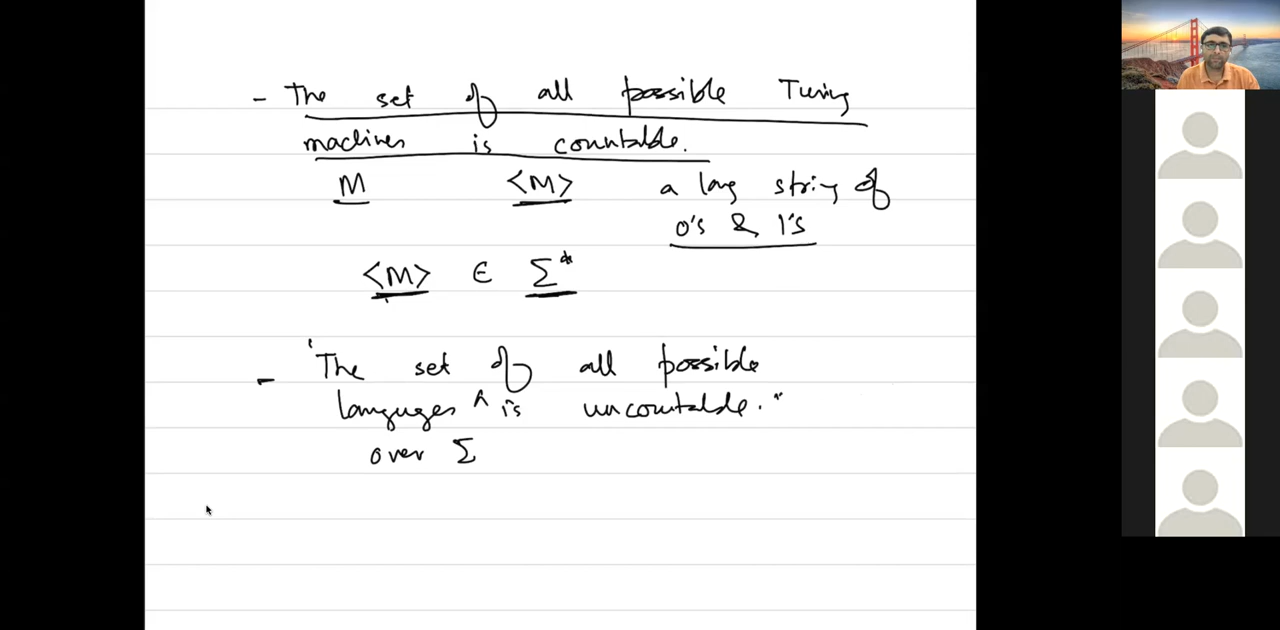 - The set of all possible Turing
machines is countable.
M <M> a long string of
0's & 1's
<M> ∈ Σ*
- "The set of all possible
languages ^ is uncountable."
over Σ